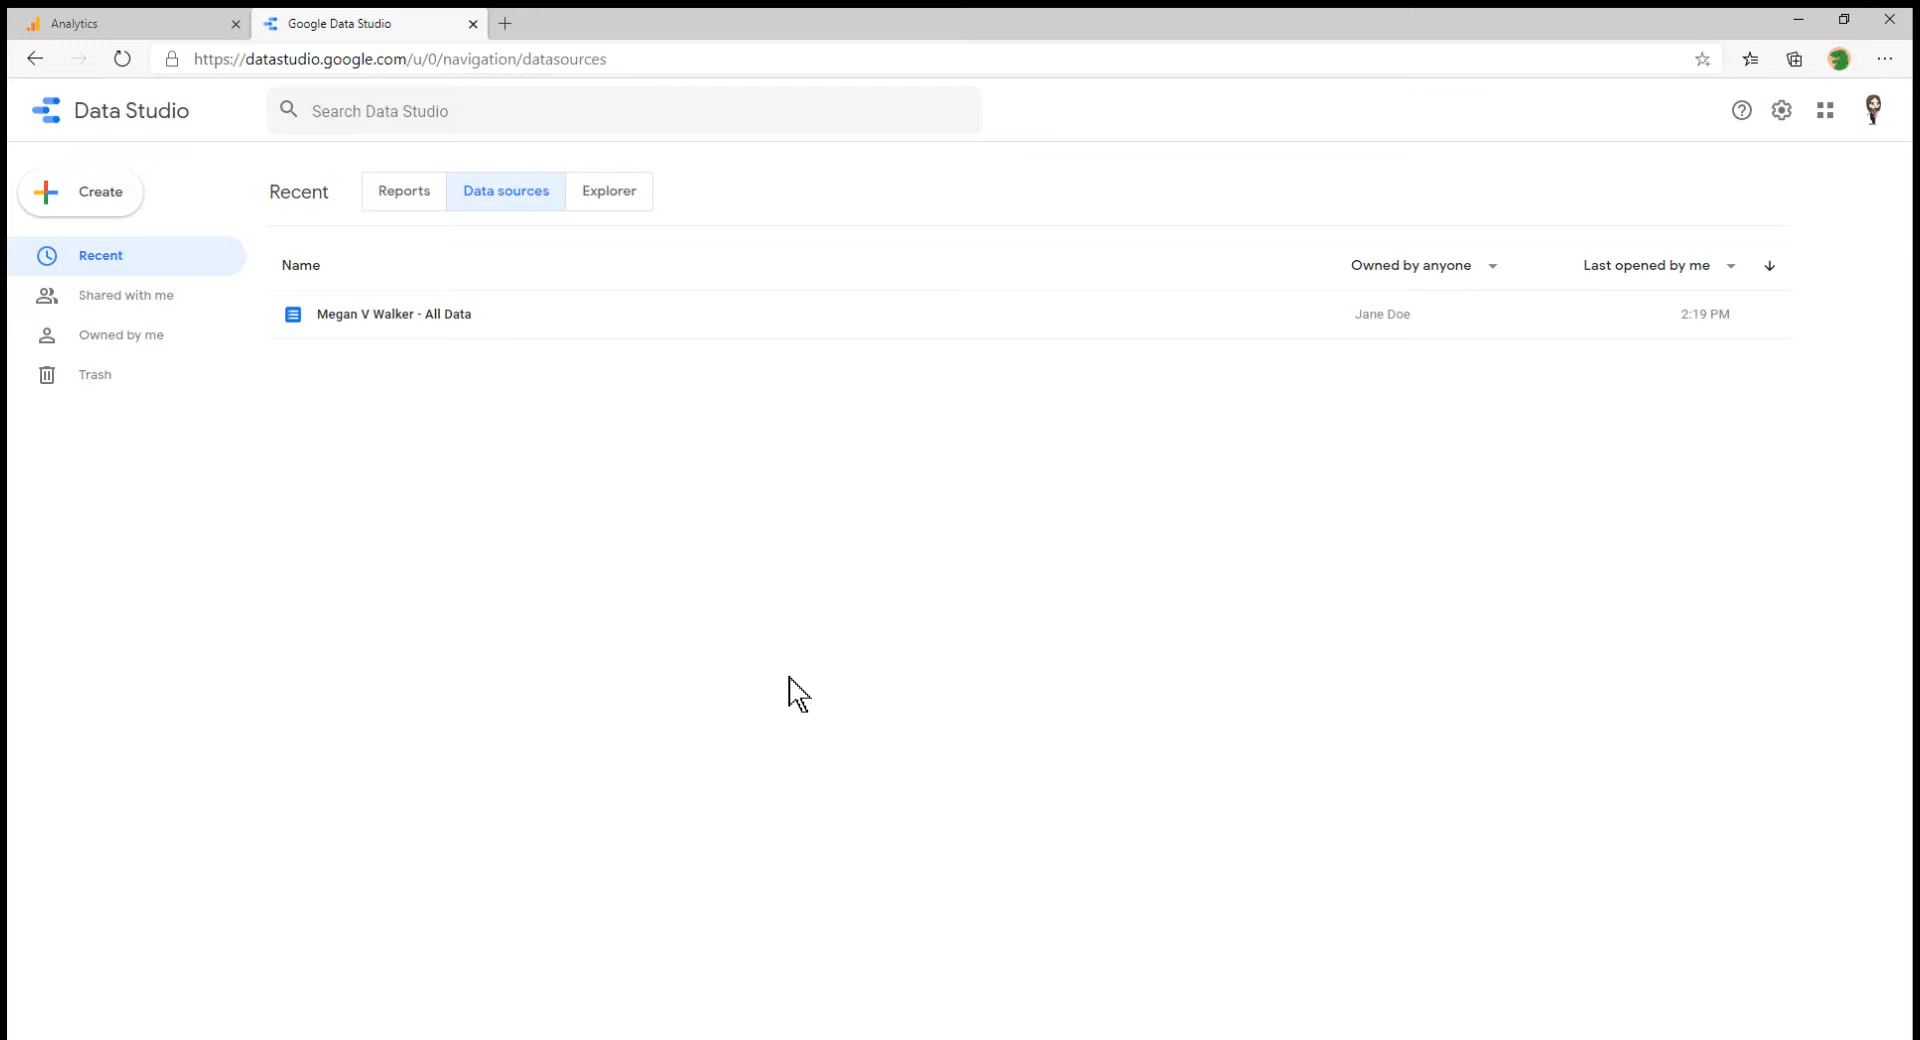 Analytics
Google Data Studio
https://datastudio.google.com/u/0/navigation/datasources
Data Studio
Search Data Studio
Create
Recent
Reports
Data sources
Explorer
Recent
Shared with me
Owned by me
Trash
Name
Owned by anyone
Last opened by me
Megan V Walker - All Data
Jane Doe
2:19 PM